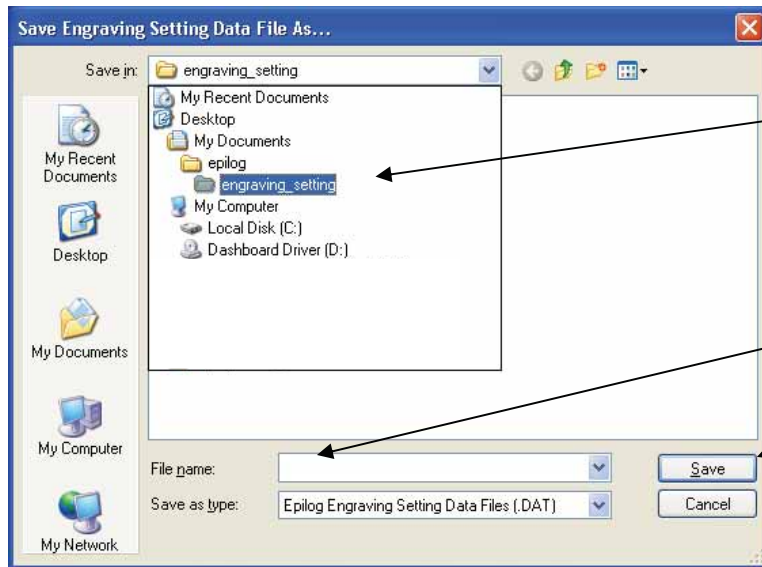 Save Engraving Setting Data File As...
Save in: engraving_setting
My Recent Documents
Desktop
My Documents
epilog
engraving_setting
My Computer
Local Disk (C:)
Dashboard Driver (D:)
My Recent
Documents
Desktop
My Documents
My Computer
My Network
File name:
Save
Save as type: Epilog Engraving Setting Data Files (.DAT)
Cancel